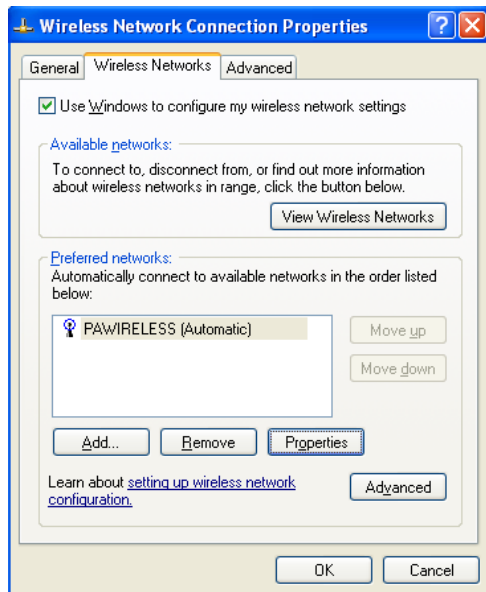 Wireless Network Connection Properties
General Wireless Networks Advanced
Use Windows to configure my wireless network settings
Available networks:
To connect to, disconnect from, or find out more information
about wireless networks in range, click the button below.
View Wireless Networks
Preferred networks:
Automatically connect to available networks in the order listed
below:
PAWIRELESS (Automatic)
Move up
Move down
Add... Remove Properties
Learn about setting up wireless network
configuration.
Advanced
OK Cancel